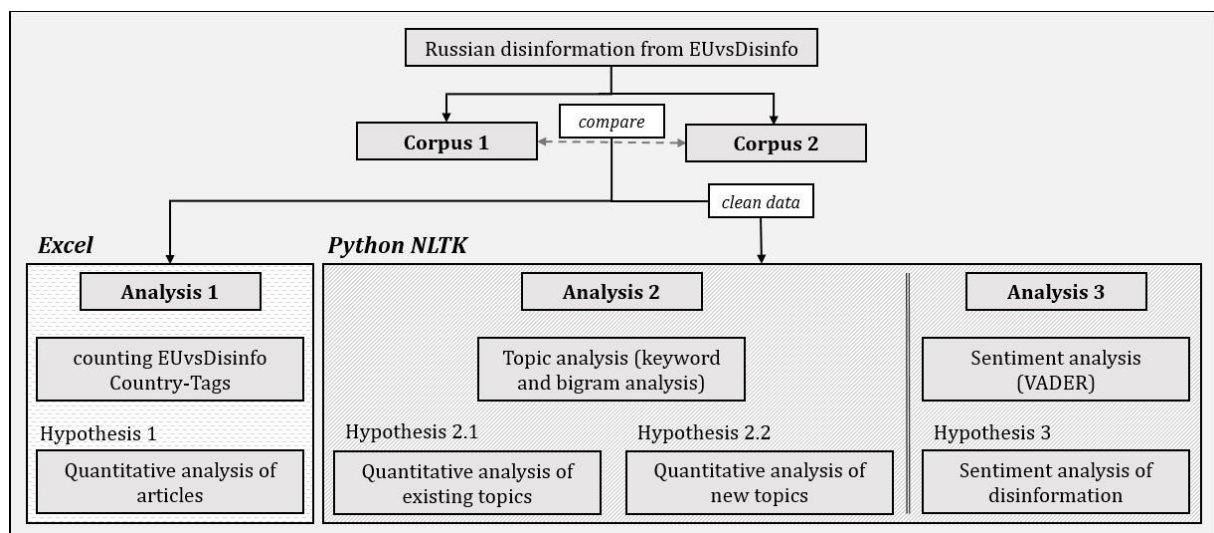 Russian disinformation from EUvsDisinfo
compare
Corpus 1
Corpus 2
clean data
Excel
Python NLTK
Analysis 1
Analysis 2
Analysis 3
counting EUvsDisinfo
Country-Tags
Topic analysis (keyword
and bigram analysis)
Sentiment analysis
(VADER)
Hypothesis 1
Hypothesis 2.1
Hypothesis 2.2
Hypothesis 3
Quantitative analysis of
articles
Quantitative analysis of
existing topics
Quantitative analysis of
new topics
Sentiment analysis of
disinformation